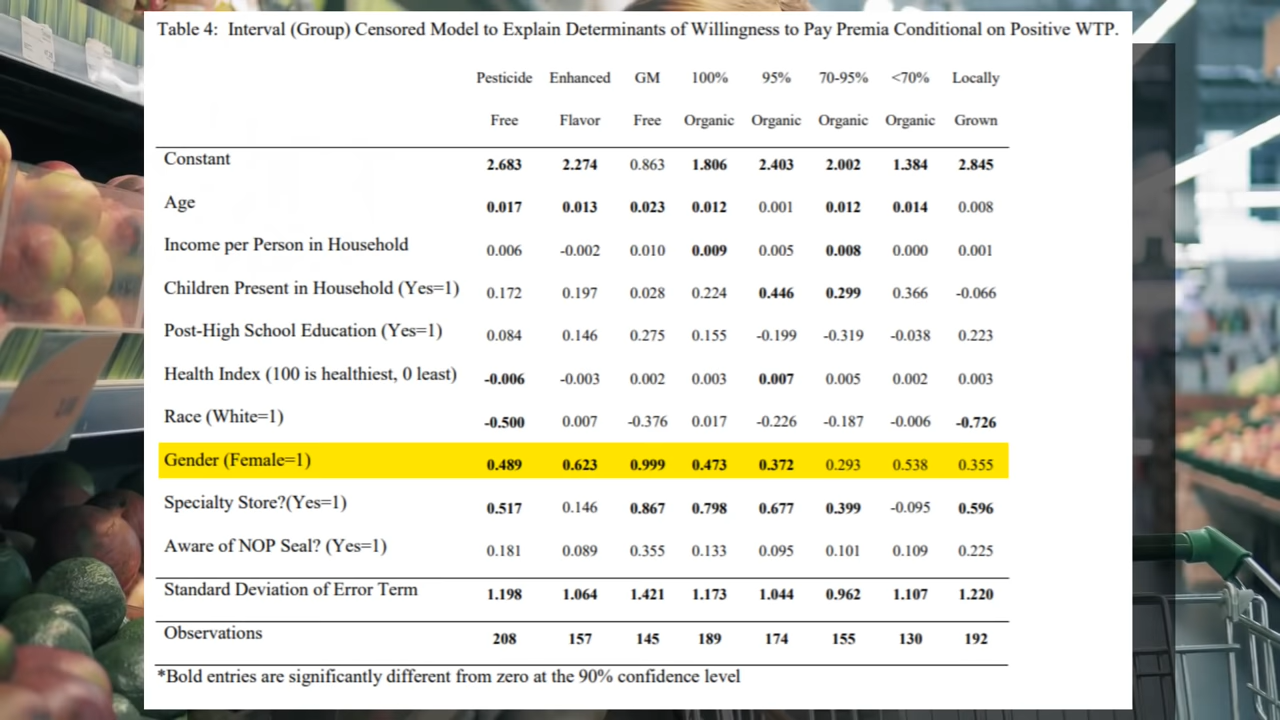 Table 4: Interval (Group) Censored Model to Explain Determinants of Willingness to Pay Premia Conditional on Positive WTP.
Pesticide Enhanced GM 100% 95% 70-95% <70% Locally
Free Flavor Free Organic Organic Organic Organic Grown
Constant 2.683 2.274 0.863 1.806 2.403 2.002 1.384 2.845
Age 0.017 0.013 0.023 0.012 0.001 0.012 0.014 0.008
Income per Person in Household 0.006 -0.002 0.010 0.009 0.005 0.008 0.000 0.001
Children Present in Household (Yes=1) 0.172 0.197 0.028 0.224 0.446 0.299 0.366 -0.066
Post-High School Education (Yes=1) 0.084 0.146 0.275 0.155 -0.199 -0.319 -0.038 0.223
Health Index (100 is healthiest, 0 least) -0.006 -0.003 0.002 0.003 0.007 0.005 0.002 0.003
Race (White=1) -0.500 0.007 -0.376 0.017 -0.226 -0.187 -0.006 -0.726
Gender (Female=1) 0.489 0.623 0.999 0.473 0.372 0.293 0.538 0.355
Specialty Store?(Yes=1) 0.517 0.146 0.867 0.798 0.677 0.399 -0.095 0.596
Aware of NOP Seal? (Yes=1) 0.181 0.089 0.355 0.133 0.095 0.101 0.109 0.225
Standard Deviation of Error Term 1.198 1.064 1.421 1.173 1.044 0.962 1.107 1.220
Observations 208 157 145 189 174 155 130 192
*Bold entries are significantly different from zero at the 90% confidence level